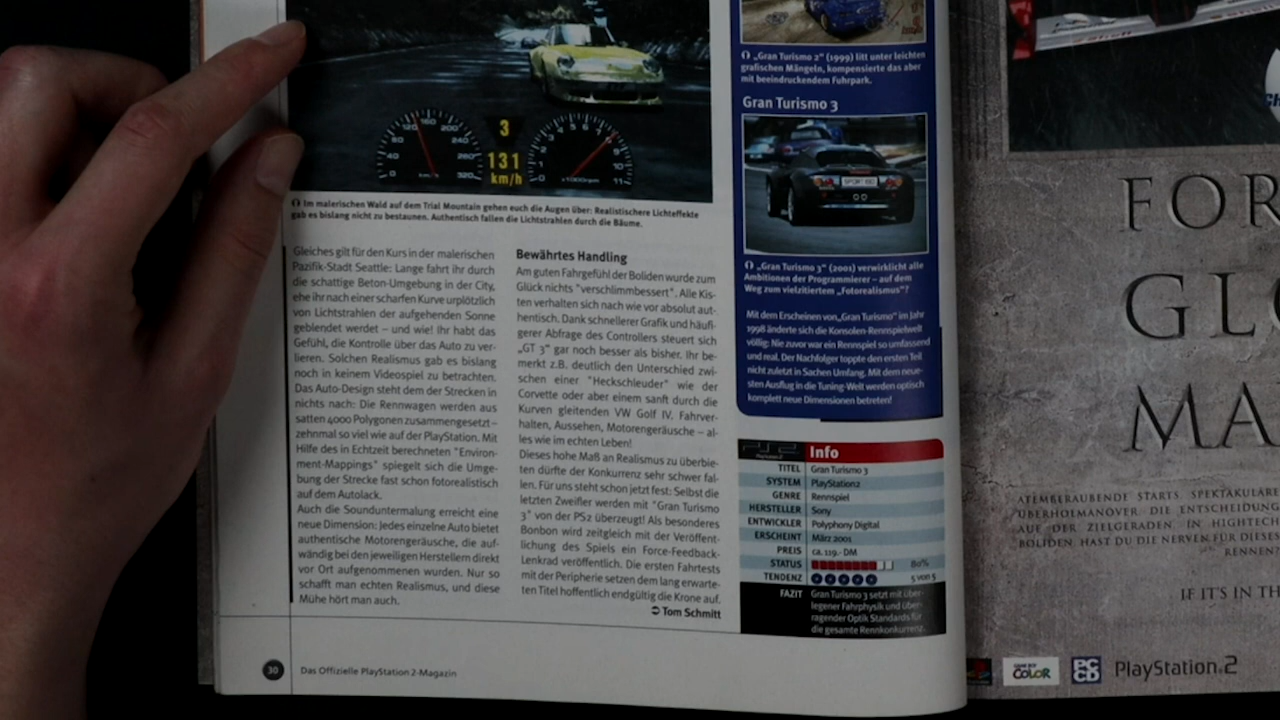 3
131
km/h
Im malerischen Wald auf dem Trial Mountain gehen euch die Augen über: Realistischere Lichteffekte
gab es bislang nicht zu bestaunen. Authentisch fallen die Lichtstrahlen durch die Bäume.
Gleiches gilt für den Kurs in der malerischen
Pazifik-Stadt Seattle: Lange fahrt ihr durch
die schattige Beton-Umgebung in der City,
ehe ihr nach einer scharfen Kurve urplötzlich
von Lichtstrahlen der aufgehenden Sonne
geblendet werdet – und wie! Ihr habt das
Gefühl, die Kontrolle über das Auto zu ver-
lieren. Solchen Realismus gab es bislang
noch in keinem Videospiel zu betrachten.
Das Auto-Design steht dem der Strecken in
nichts nach: Die Rennwagen werden aus
satten 4000 Polygonen zusammengesetzt –
zehnmal so viel wie auf der PlayStation. Mit
Hilfe des in Echtzeit berechneten "Environ-
ment-Mappings" spiegelt sich die Umge-
bung der Strecke fast schon fotorealistisch
auf dem Autolack.
Auch die Sounduntermalung erreicht eine
neue Dimension: Jedes einzelne Auto bietet
authentische Motorengeräusche, die auf-
wändig bei den jeweiligen Herstellern direkt
vor Ort aufgenommenen wurden. Nur so
schafft man echten Realismus, und diese
Mühe hört man auch.
Bewährtes Handling
Am guten Fahrgefühl der Boliden wurde zum
Glück nichts "verschlimmbessert". Alle Kis-
ten verhalten sich nach wie vor absolut aut-
hentisch. Dank schnellerer Grafik und häufi-
gerer Abfrage des Controllers steuert sich
„GT 3“ gar noch besser als bisher. Ihr be-
merkt z.B. deutlich den Unterschied zwi-
schen einer "Heckschleuder" wie der
Corvette oder aber einem sanft durch die
Kurven gleitenden VW Golf IV. Fahrver-
halten, Aussehen, Motorengeräusche – al-
les wie im echten Leben!
Dieses hohe Maß an Realismus zu überbie-
ten dürfte der Konkurrenz sehr schwer fal-
len. Für uns steht schon jetzt fest: Selbst die
letzten Zweifler werden mit "Gran Turismo
3" von der PS2 überzeugt! Als besonderes
Bonbon wird zeitgleich mit der Veröffent-
lichung des Spiels ein Force-Feedback-
Lenkrad veröffentlich. Die ersten Fahrtests
mit der Peripherie setzen dem lang erwarte-
ten Titel hoffentlich endgültig die Krone auf.
Tom Schmitt
„Gran Turismo 2“ (1999) litt unter leichten
grafischen Mängeln, kompensierte das aber
mit beeindruckendem Fuhrpark.
Gran Turismo 3
„Gran Turismo 3“ (2001) verwirklicht alle
Ambitionen der Programmierer – auf dem
Weg zum vielzitiertem „Fotorealismus“?
Mit dem Erscheinen von „Gran Turismo“ im Jahr
1998 änderte sich die Konsolen-Rennspielwelt
völlig: Nie zuvor war ein Rennspiel so umfassend
und real. Der Nachfolger toppte den ersten Teil
nicht zuletzt in Sachen Umfang. Mit dem neue-
sten Ausflug in die Tuning-Welt werden optisch
komplett neue Dimensionen betreten!
PS2 Info
TITEL Gran Turismo 3
SYSTEM PlayStation2
GENRE Rennspiel
HERSTELLER Sony
ENTWICKLER Polyphony Digital
ERSCHEINT März 2001
PREIS ca. 119.- DM
STATUS 80%
TENDENZ 5 von 5
FAZIT Gran Turismo 3 setzt mit über-
legener Fahrphysik und über-
ragender Optik Standards für
die gesamte Rennkonkurrenz.
30 Das Offizielle PlayStation 2-Magazin
FOR
GLO
MA
ATEMBERAUBENDE STARTS, SPEKTAKULÄRE
ÜBERHOLMANÖVER, DIE ENTSCHEIDUNG
AUF DER ZIELGERADEN. IN HIGHTECH
BOLIDEN. HAST DU DIE NERVEN FÜR DIESES
RENNEN
IF IT'S IN TH
GAME BOY COLOR PC CD PlayStation.2